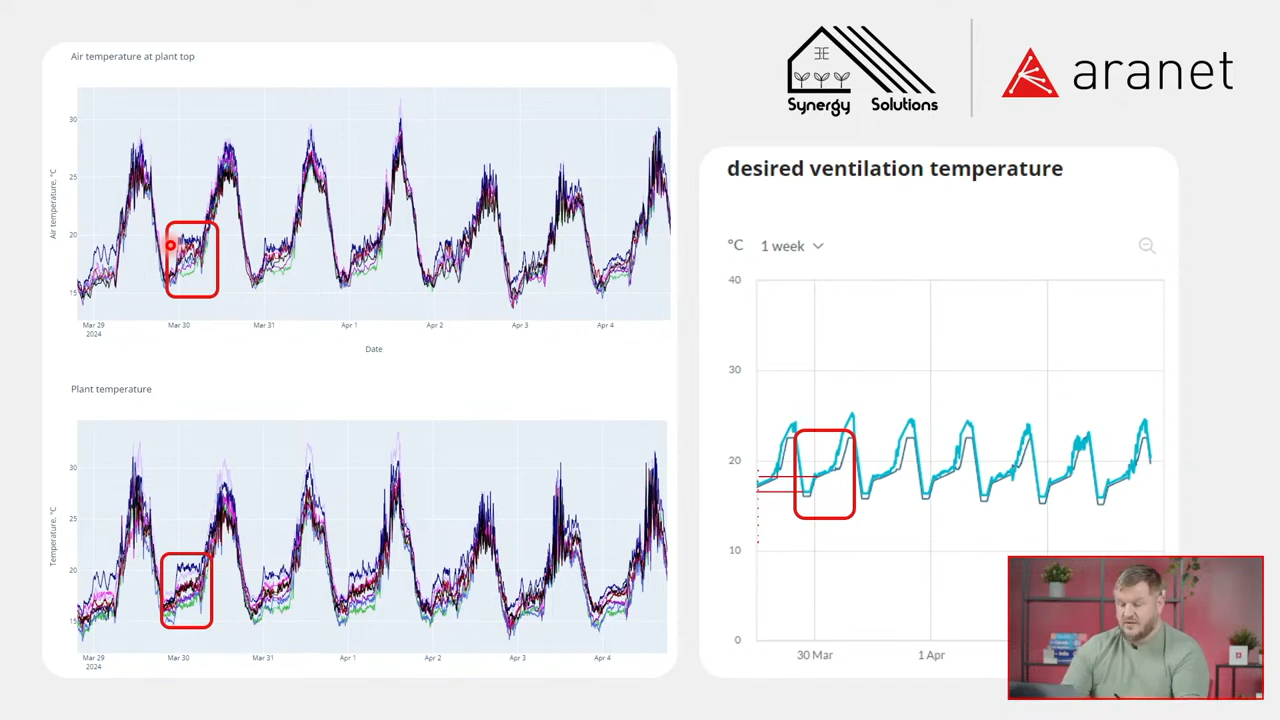 Air temperature at plant top
30
25
20
15
Air temperature, °C
Mar 29
2024
Mar 30
Mar 31
Apr 1
Apr 2
Apr 3
Apr 4
Date
Plant temperature
30
25
20
15
Temperature, °C
Mar 29
2024
Mar 30
Mar 31
Apr 1
Apr 2
Apr 3
Apr 4
Synergy Solutions
aranet
desired ventilation temperature
°C 1 week
40
30
20
10
0
30 Mar
1 Apr